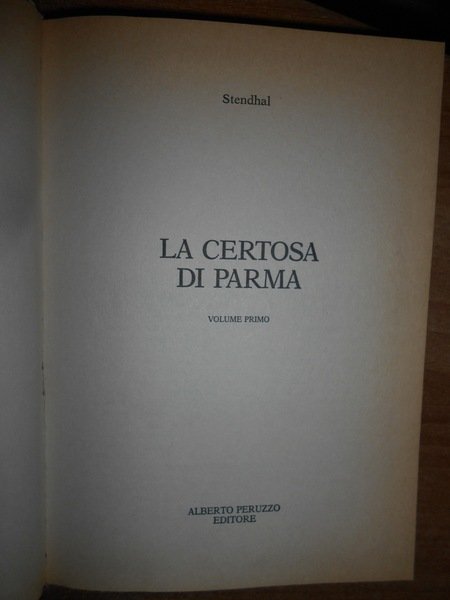 Stendhal
LA CERTOSA
DI PARMA
VOLUME PRIMO
ALBERTO PERUZZO
EDITORE